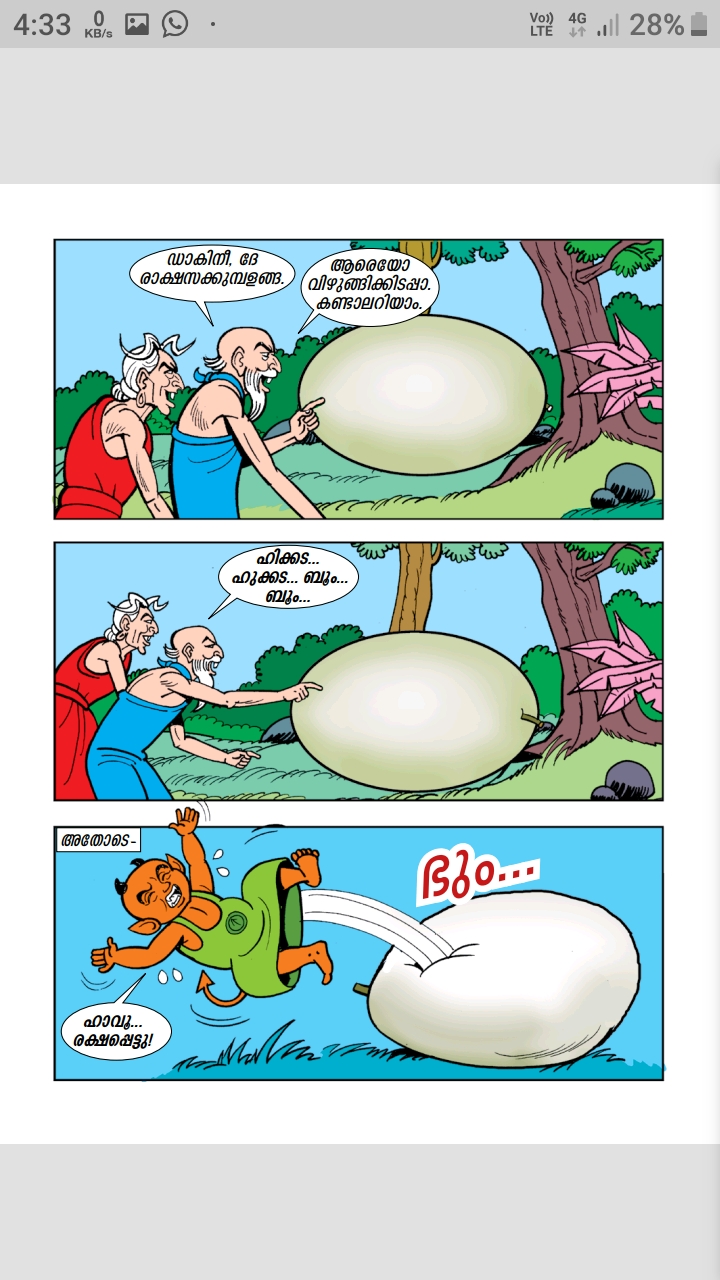 4:33
0
KB/s
Vo))
LTE
4G
28%
ഡാകിനീ, ദേ
രാക്ഷസക്കുമ്പളങ്ങ.
ആരെയോ
വിഴുങ്ങിക്കിടപ്പാ.
കണ്ടാലറിയാം.
ഹിക്കട...
ഹുക്കട... ബൂം...
ബൂം...
അതോടെ-
ഭും...
ഹാവൂ...
രക്ഷപ്പെട്ടു!